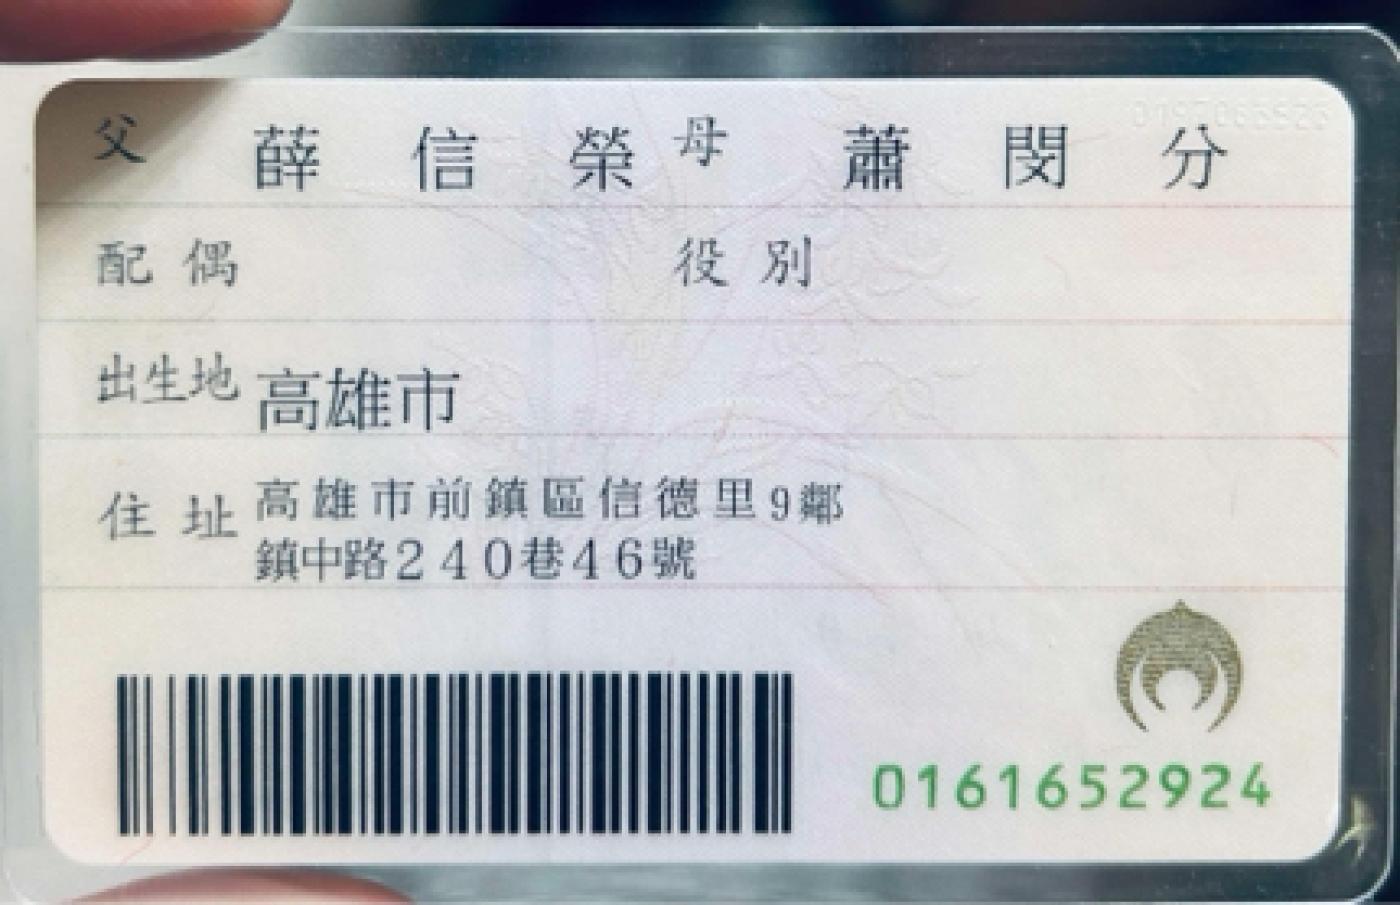 父 薛信榮 母 蕭閔分
配偶 役別
出生地 高雄市
住址 高雄市前鎮區信德里9鄰
鎮中路240巷46號
0161652924